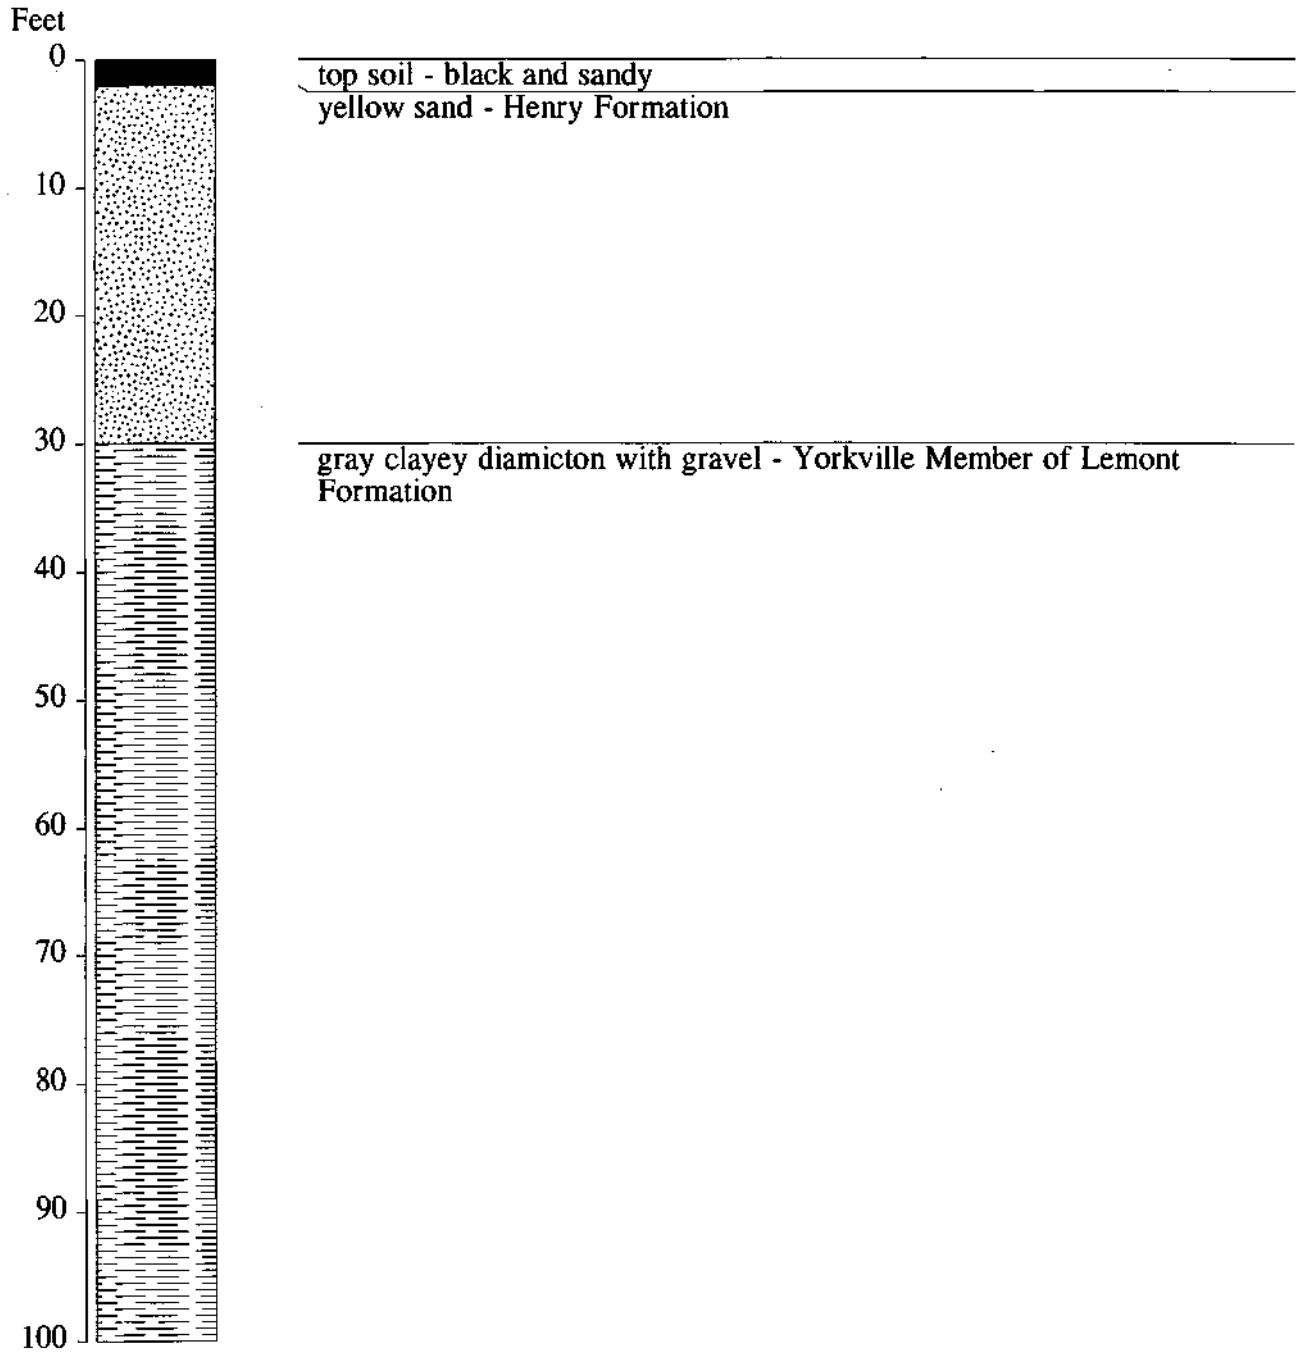 Feet
0
top soil - black and sandy
yellow sand - Henry Formation
10
20
30
gray clayey diamicton with gravel - Yorkville Member of Lemont
Formation
40
50
60
70
80
90
100